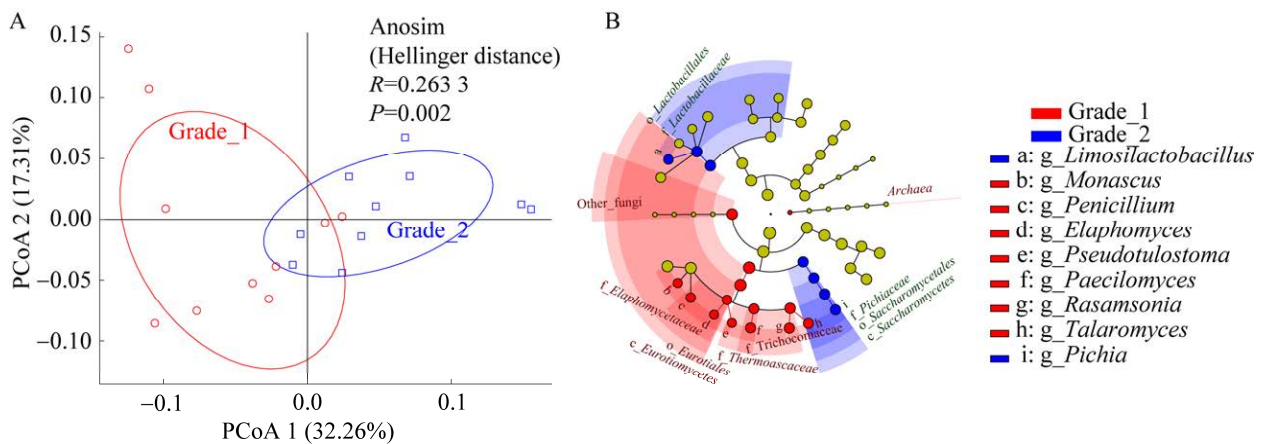 A
0.15
0.10
0.05
0.00
−0.05
−0.10
PCoA 2 (17.31%)
−0.1
0.0
0.1
PCoA 1 (32.26%)
Anosim
(Hellinger distance)
R=0.263 3
P=0.002
Grade_1
Grade_2
B
o_Lactobacillales
f_Lactobacillaceae
a
Other_fungi
Archaea
b
c
d
e
f
g
h
i
f_Elaphomycetaceae
c_Eurotiomycetes
o_Eurotiales
f_Thermoascaceae
f_Trichocomaceae
f_Pichiaceae
o_Saccharomycetales
c_Saccharomycetes
Grade_1
Grade_2
a: g_Limosilactobacillus
b: g_Monascus
c: g_Penicillium
d: g_Elaphomyces
e: g_Pseudotulostoma
f: g_Paecilomyces
g: g_Rasamsonia
h: g_Talaromyces
i: g_Pichia